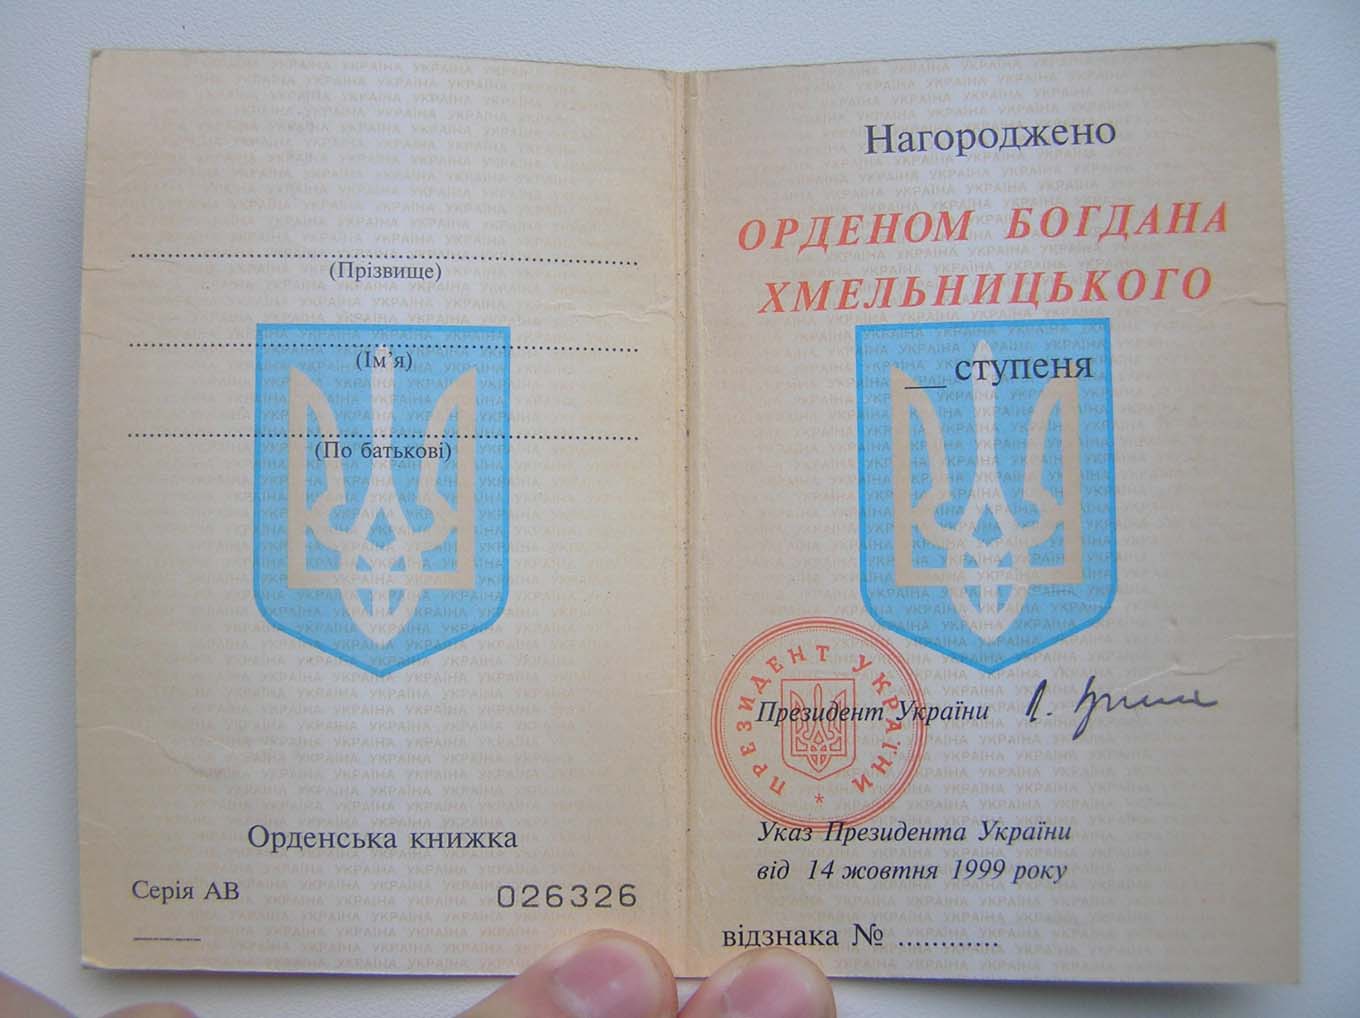 (Прізвище)
(Ім'я)
(По батькові)
Орденська книжка
Серія АВ 026326
Нагороджено
ОРДЕНОМ БОГДАНА
ХМЕЛЬНИЦЬКОГО
__ ступеня
ПРЕЗИДЕНТ УКРАЇНИ
Президент України
Указ Президента України
від 14 жовтня 1999 року
відзнака № ............